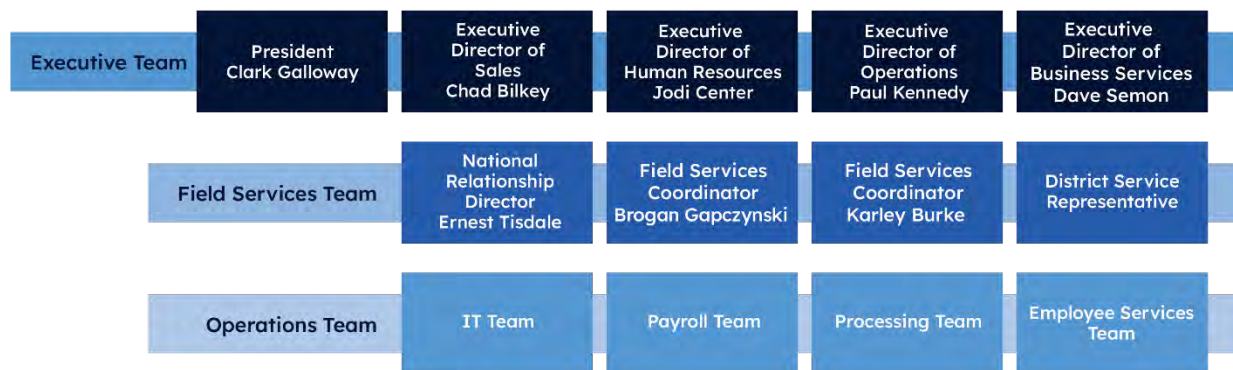 Executive Team
President
Clark Galloway
Executive
Director of
Sales
Chad Bilkey
Executive
Director of
Human Resources
Jodi Center
Executive
Director of
Operations
Paul Kennedy
Executive
Director of
Business Services
Dave Semon
Field Services Team
National
Relationship
Director
Ernest Tisdale
Field Services
Coordinator
Brogan Gapczynski
Field Services
Coordinator
Karley Burke
District Service
Representative
Operations Team
IT Team
Payroll Team
Processing Team
Employee Services
Team